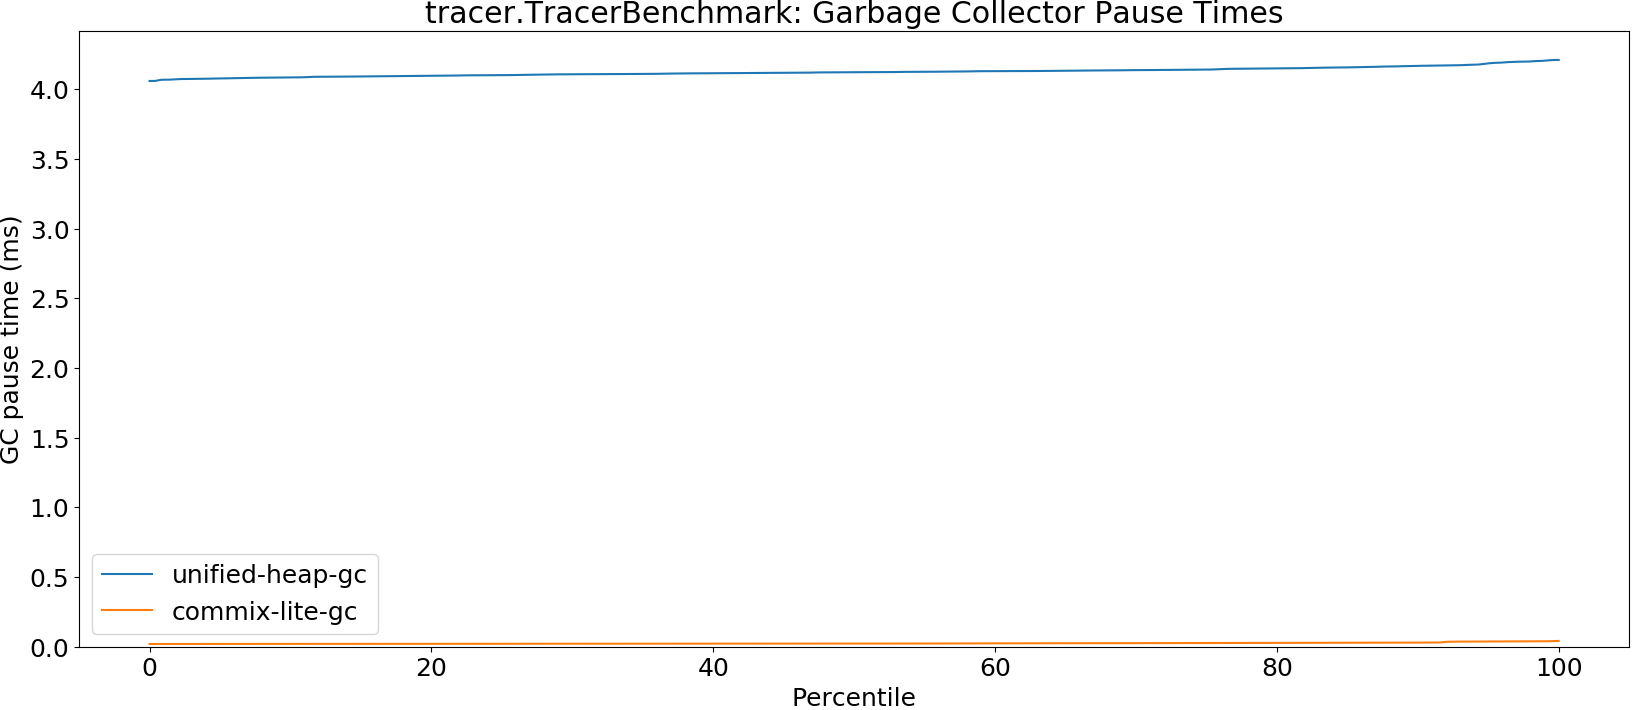 tracer.TracerBenchmark: Garbage Collector Pause Times
GC pause time (ms)
4.0
3.5
3.0
2.5
2.0
1.5
1.0
0.5
0.0
unified-heap-gc
commix-lite-gc
0 20 40 60 80 100
Percentile